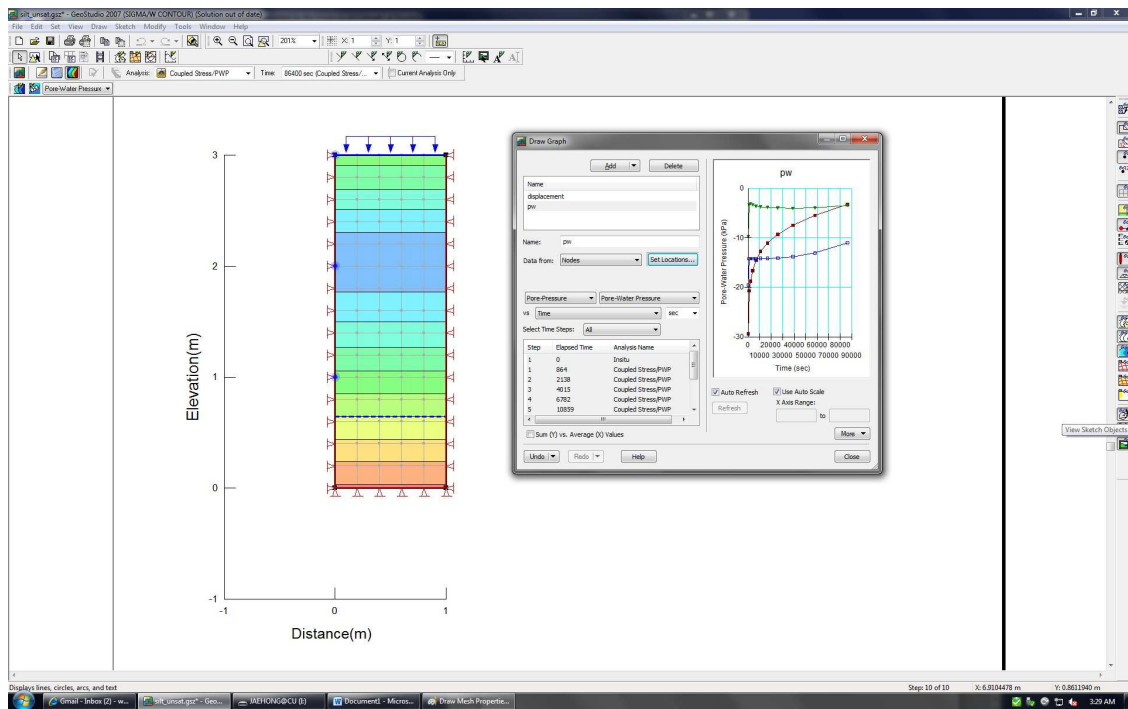 silt_unsat.gsz* - GeoStudio 2007 (SIGMA/W CONTOUR) (Solution out of date)
File Edit Set View Draw Sketch Modify Tools Window Help
201% X: 1 Y: 1
Analysis: Coupled Stress/PWP Time: 86400 sec (Coupled Stress/... Current Analysis Only
Pore-Water Pressure
3
2
1
0
-1
-1 0 1
Elevation(m)
Distance(m)
Draw Graph
Add Delete
Name
displacement
pw
Name: pw
Data from: Nodes Set Locations...
Pore-Pressure Pore-Water Pressure
vs Time sec
Select Time Steps: All
Step Elapsed Time Analysis Name
1 0 Insitu
1 864 Coupled Stress/PWP
2 2138 Coupled Stress/PWP
3 4015 Coupled Stress/PWP
4 6782 Coupled Stress/PWP
5 10859 Coupled Stress/PWP
Sum (Y) vs. Average (X) Values
Undo Redo Help
pw
0
-10
-20
-30
Pore-Water Pressure (kPa)
0 20000 40000 60000 80000
10000 30000 50000 70000 90000
Time (sec)
Auto Refresh Use Auto Scale
Refresh X Axis Range:
to
More
Close
View Sketch Objects
Displays lines, circles, arcs, and text Step: 10 of 10 X: 6.9104478 m Y: 0.8611940 m
Gmail - Inbox (2) - w... silt_unsat.gsz* - Geo... JAEHONG@CU (I:) Document1 - Micros... Draw Mesh Propertie... 3:29 AM